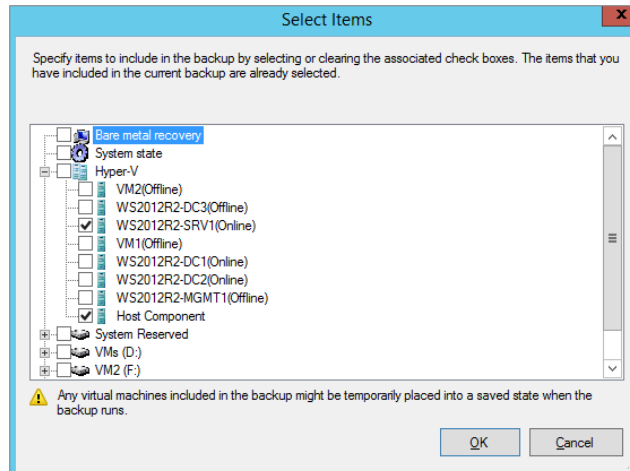 Select Items
x
Specify items to include in the backup by selecting or clearing the associated check boxes. The items that you
have included in the current backup are already selected.
Bare metal recovery
System state
Hyper-V
VM2(Offline)
WS2012R2-DC3(Offline)
WS2012R2-SRV1(Online)
VM1(Offline)
WS2012R2-DC1(Online)
WS2012R2-DC2(Online)
WS2012R2-MGMT1(Offline)
Host Component
System Reserved
VMs (D:)
VM2 (F:)
Any virtual machines included in the backup might be temporarily placed into a saved state when the
backup runs.
OK
Cancel